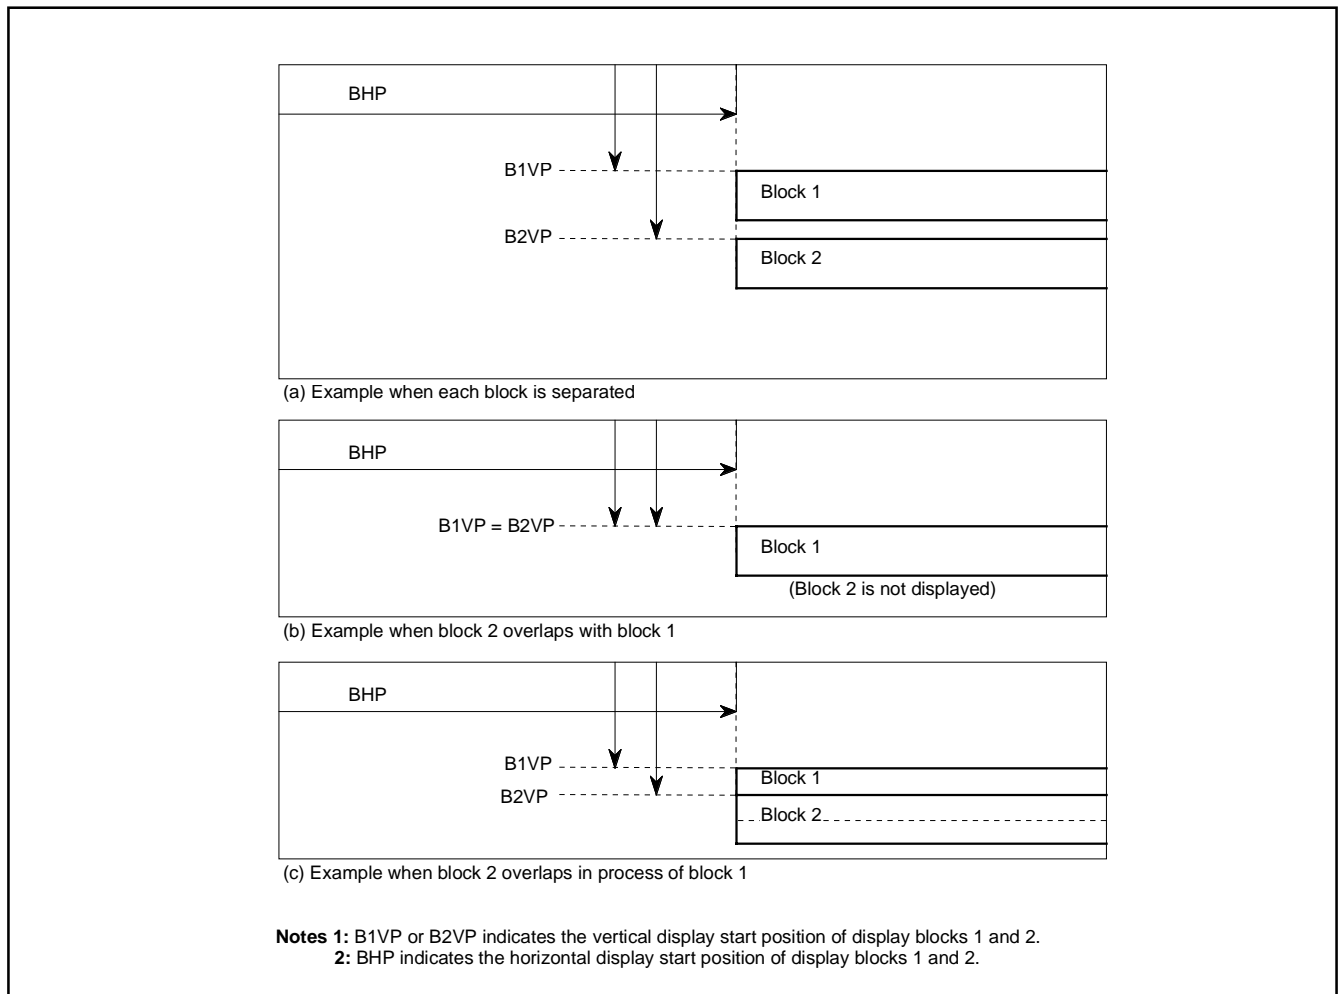 BHP
B1VP
Block 1
B2VP
Block 2
(a) Example when each block is separated
BHP
B1VP = B2VP
Block 1
(Block 2 is not displayed)
(b) Example when block 2 overlaps with block 1
BHP
B1VP
Block 1
B2VP
Block 2
(c) Example when block 2 overlaps in process of block 1
Notes 1: B1VP or B2VP indicates the vertical display start position of display blocks 1 and 2.
2: BHP indicates the horizontal display start position of display blocks 1 and 2.